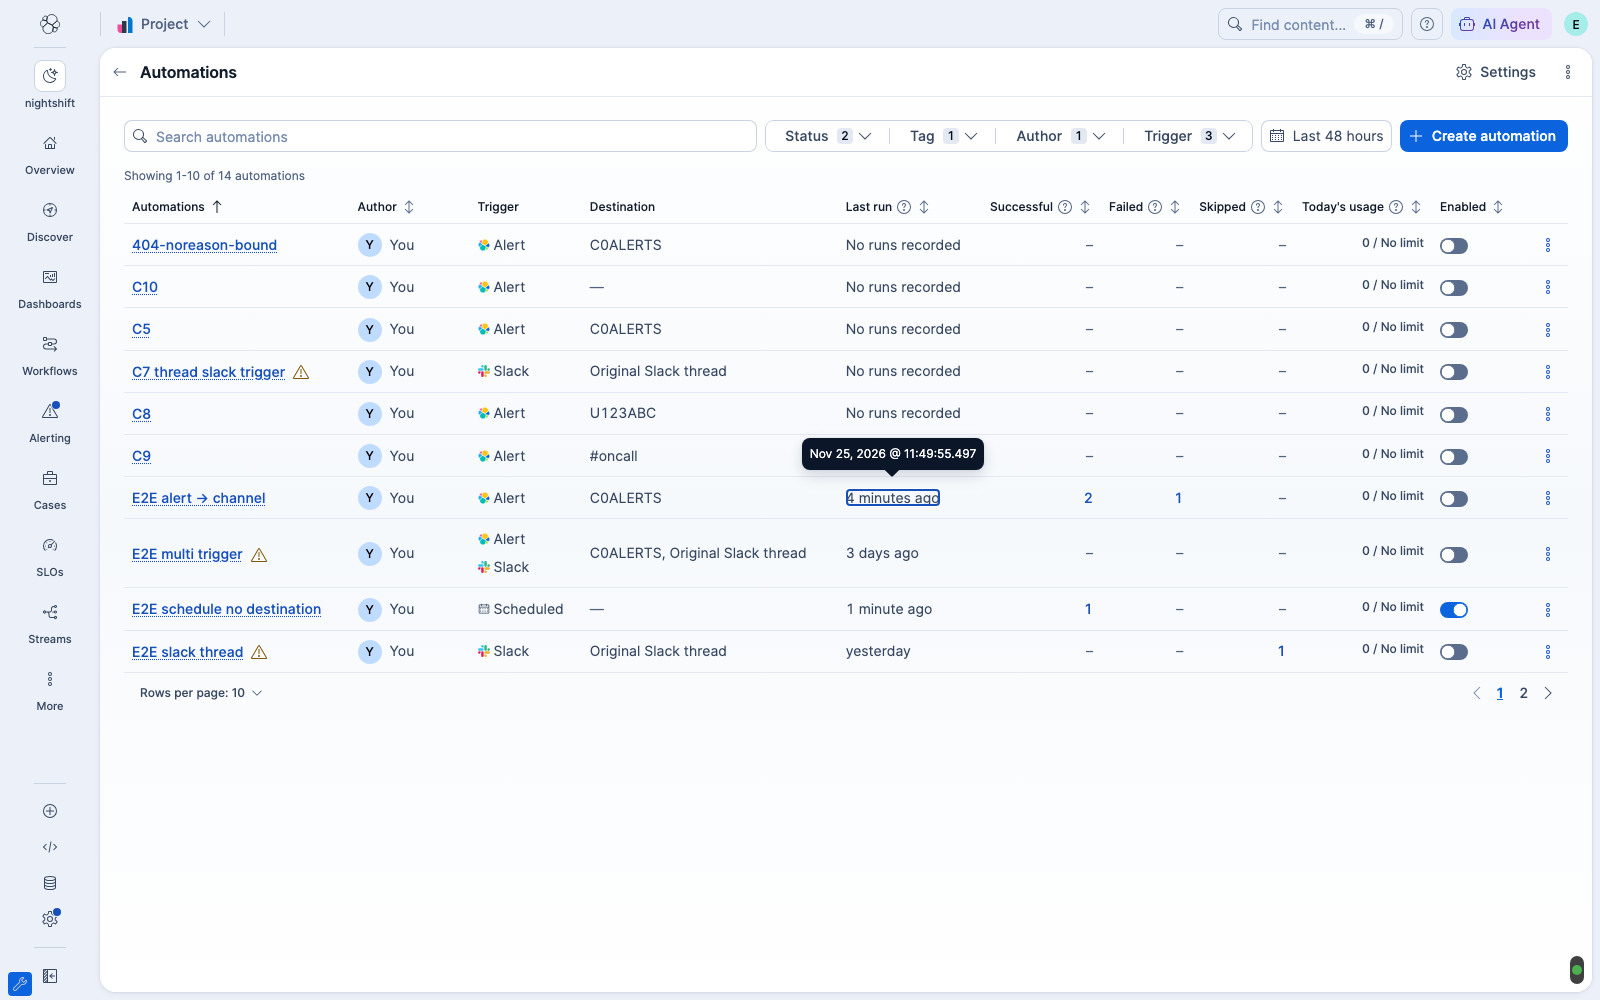 Project
Find content...
⌘ /
AI Agent
E
nightshift
Overview
Discover
Dashboards
Workflows
Alerting
Cases
SLOs
Streams
More
Automations
Settings
Search automations
Status 2
Tag 1
Author 1
Trigger 3
Last 48 hours
Create automation
Showing 1-10 of 14 automations
Automations Author Trigger Destination Last run Successful Failed Skipped Today's usage Enabled
404-noreason-bound Y You Alert C0ALERTS No runs recorded – – – 0 / No limit
C10 Y You Alert — No runs recorded – – – 0 / No limit
C5 Y You Alert C0ALERTS No runs recorded – – – 0 / No limit
C7 thread slack trigger Y You Slack Original Slack thread No runs recorded – – – 0 / No limit
C8 Y You Alert U123ABC No runs recorded – – – 0 / No limit
C9 Y You Alert #oncall – – – 0 / No limit
Nov 25, 2026 @ 11:49:55.497
E2E alert → channel Y You Alert C0ALERTS 4 minutes ago 2 1 – 0 / No limit
E2E multi trigger Y You Alert Slack C0ALERTS, Original Slack thread 3 days ago – – – 0 / No limit
E2E schedule no destination Y You Scheduled — 1 minute ago 1 – – 0 / No limit
E2E slack thread Y You Slack Original Slack thread yesterday – – 1 0 / No limit
Rows per page: 10
1 2